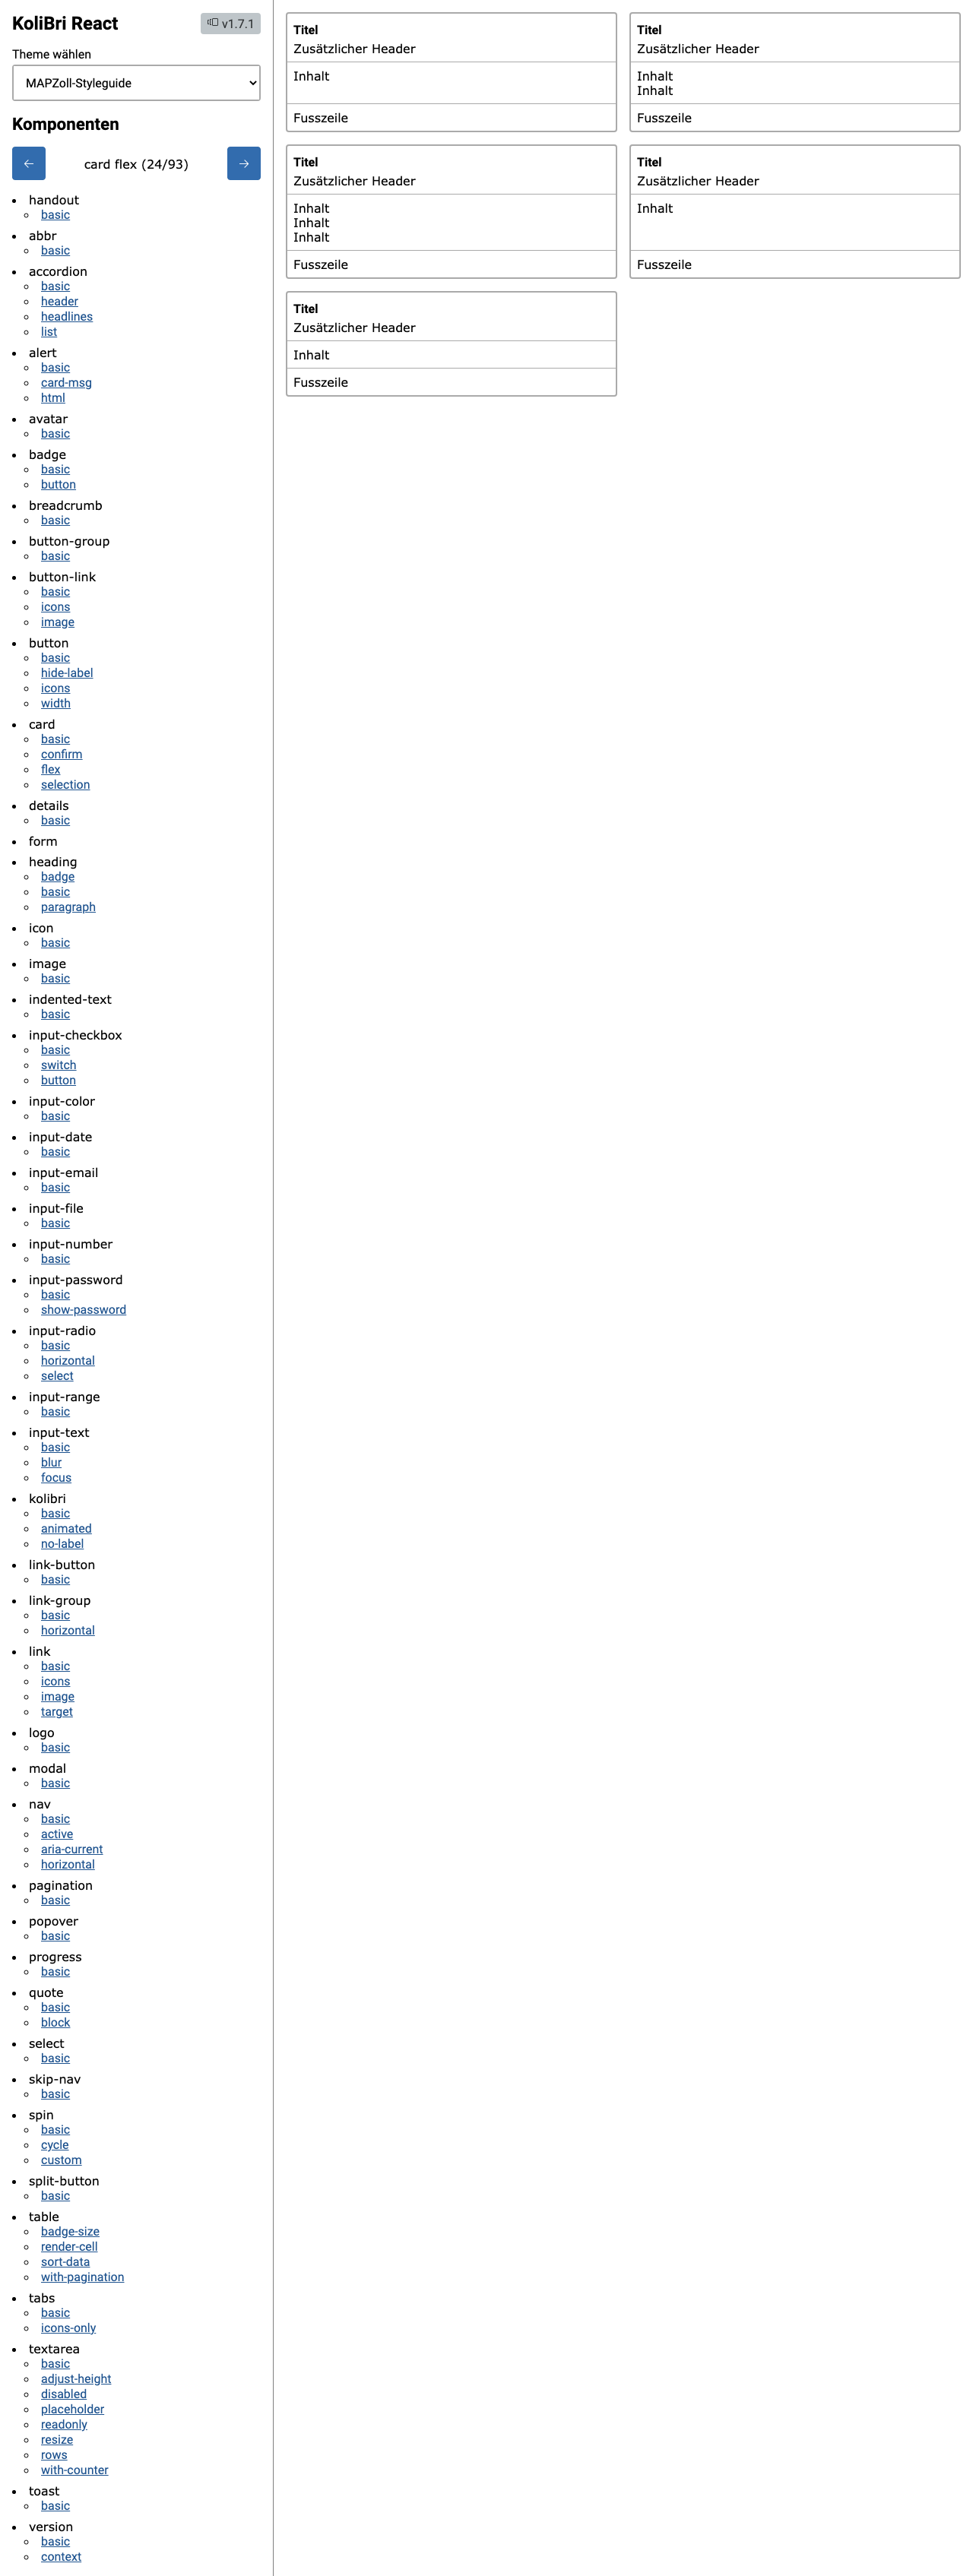 KoliBri React
v1.7.1
Theme wählen
MAPZoll-Styleguide
Komponenten
← card flex (24/93) →
handout
basic
abbr
basic
accordion
basic
header
headlines
list
alert
basic
card-msg
html
avatar
basic
badge
basic
button
breadcrumb
basic
button-group
basic
button-link
basic
icons
image
button
basic
hide-label
icons
width
card
basic
confirm
flex
selection
details
basic
form
heading
badge
basic
paragraph
icon
basic
image
basic
indented-text
basic
input-checkbox
basic
switch
button
input-color
basic
input-date
basic
input-email
basic
input-file
basic
input-number
basic
input-password
basic
show-password
input-radio
basic
horizontal
select
input-range
basic
input-text
basic
blur
focus
kolibri
basic
animated
no-label
link-button
basic
link-group
basic
horizontal
link
basic
icons
image
target
logo
basic
modal
basic
nav
basic
active
aria-current
horizontal
pagination
basic
popover
basic
progress
basic
quote
basic
block
select
basic
skip-nav
basic
spin
basic
cycle
custom
split-button
basic
table
badge-size
render-cell
sort-data
with-pagination
tabs
basic
icons-only
textarea
basic
adjust-height
disabled
placeholder
readonly
resize
rows
with-counter
toast
basic
version
basic
context
Titel
Zusätzlicher Header
Inhalt
Fusszeile
Titel
Zusätzlicher Header
Inhalt
Inhalt
Fusszeile
Titel
Zusätzlicher Header
Inhalt
Inhalt
Inhalt
Fusszeile
Titel
Zusätzlicher Header
Inhalt
Fusszeile
Titel
Zusätzlicher Header
Inhalt
Fusszeile